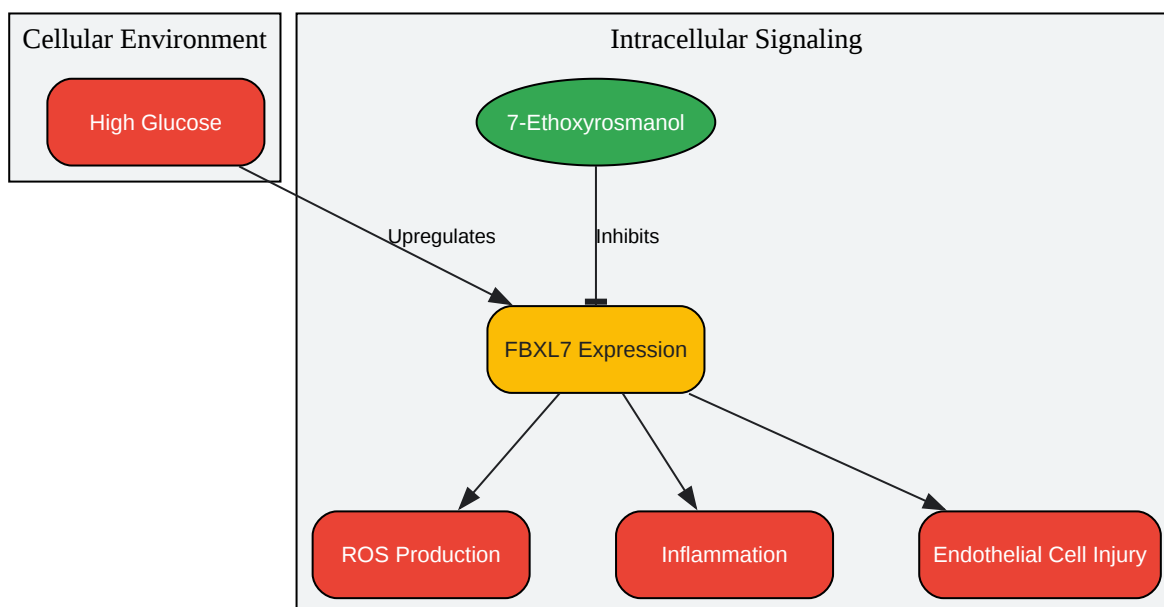 Cellular Environment
Intracellular Signaling
High Glucose
7-Ethoxyrosmanol
Upregulates
Inhibits
FBXL7 Expression
ROS Production
Inflammation
Endothelial Cell Injury